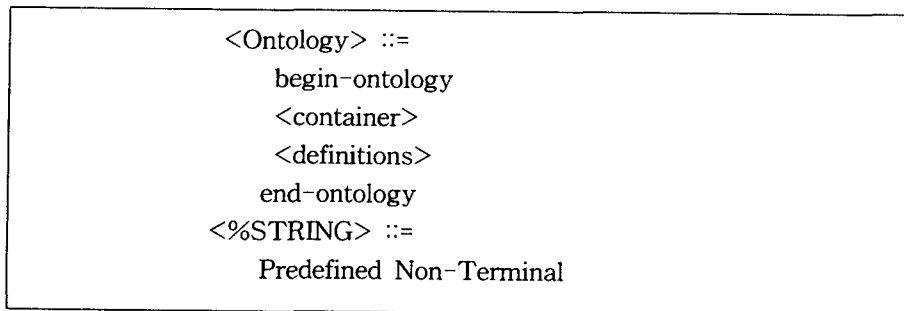 <Ontology> ::=
begin-ontology
<container>
<definitions>
end-ontology
<%STRING> ::=
Predefined Non-Terminal